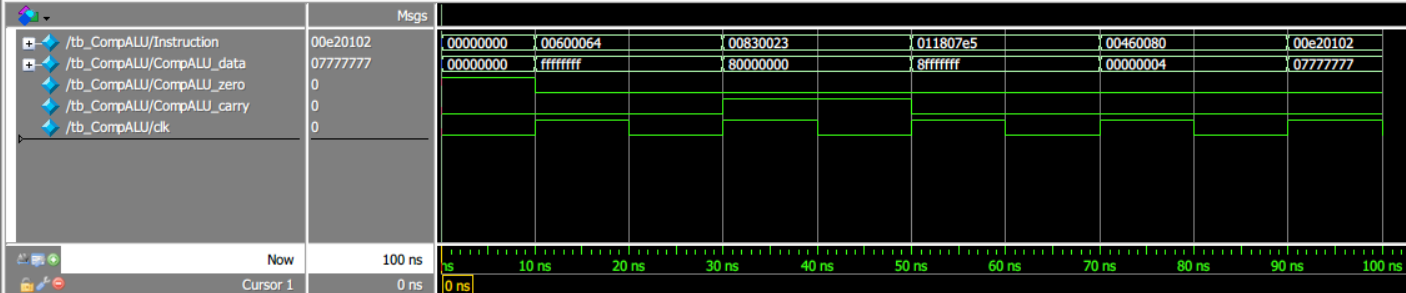 Msgs
/tb_CompALU/Instruction 00e20102 00000000 00600064 00830023 011807e5 00460080 00e20102
/tb_CompALU/CompALU_data 07777777 00000000 ffffffff 80000000 8fffffff 00000004 07777777
/tb_CompALU/CompALU_zero 0
/tb_CompALU/CompALU_carry 0
/tb_CompALU/clk 0
Now 100 ns ns 10 ns 20 ns 30 ns 40 ns 50 ns 60 ns 70 ns 80 ns 90 ns 100 ns
Cursor 1 0 ns 0 ns